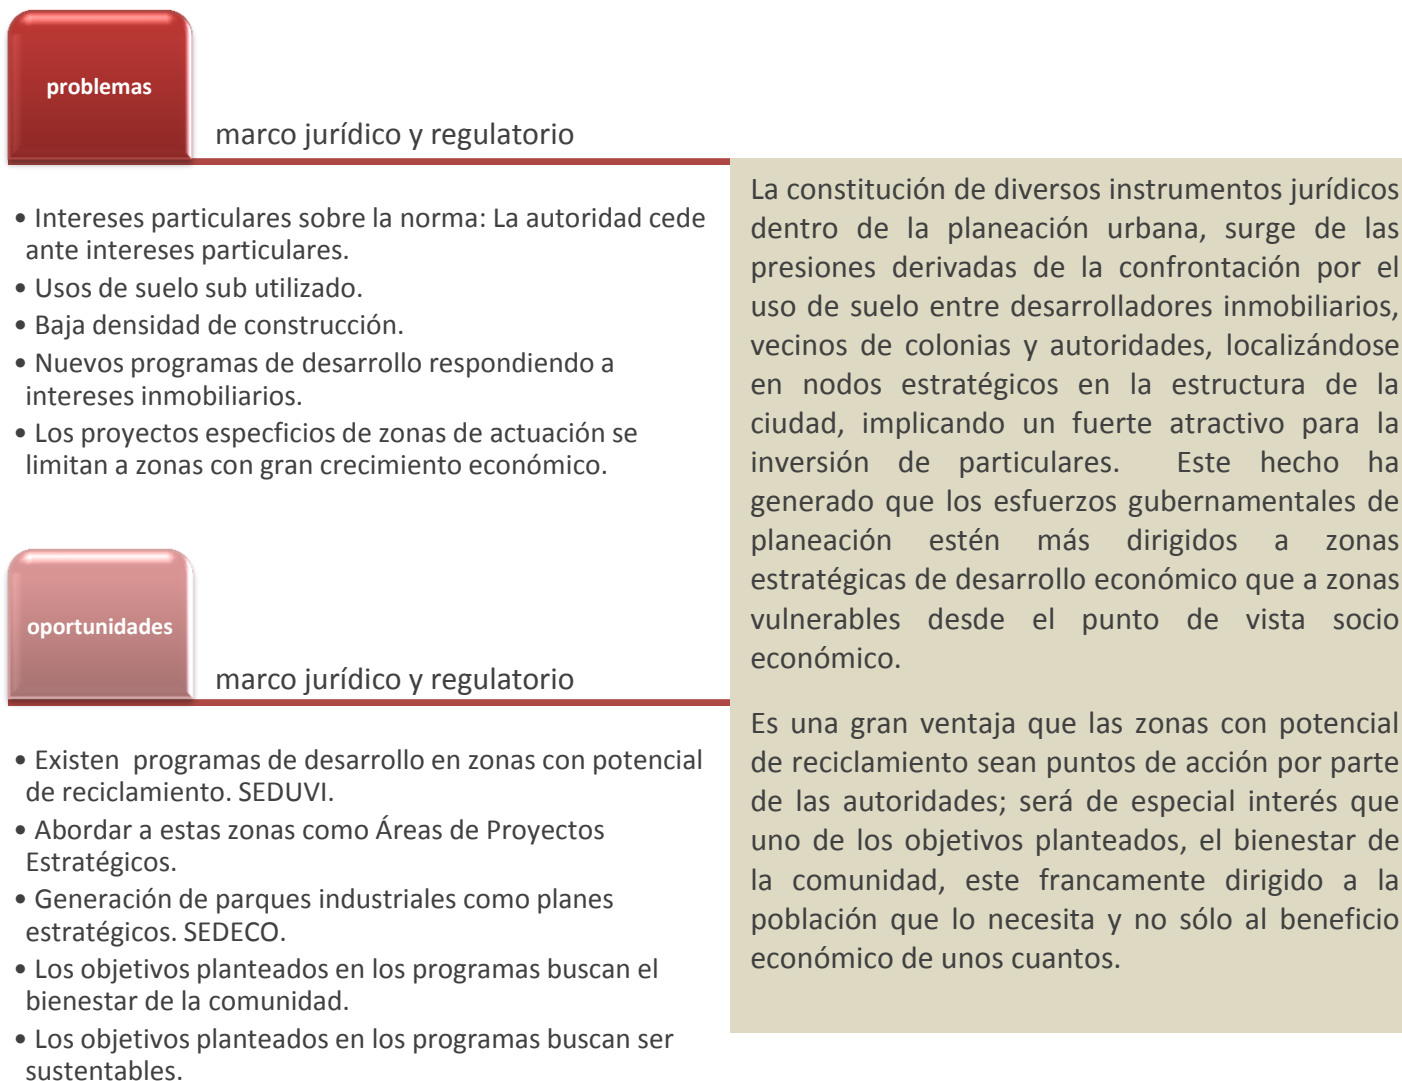 problemas
marco jurídico y regulatorio
• Intereses particulares sobre la norma: La autoridad cede
ante intereses particulares.
• Usos de suelo sub utilizado.
• Baja densidad de construcción.
• Nuevos programas de desarrollo respondiendo a
intereses inmobiliarios.
• Los proyectos especficios de zonas de actuación se
limitan a zonas con gran crecimiento económico.
oportunidades
marco jurídico y regulatorio
• Existen programas de desarrollo en zonas con potencial
de reciclamiento. SEDUVI.
• Abordar a estas zonas como Áreas de Proyectos
Estratégicos.
• Generación de parques industriales como planes
estratégicos. SEDECO.
• Los objetivos planteados en los programas buscan el
bienestar de la comunidad.
• Los objetivos planteados en los programas buscan ser
sustentables.
La constitución de diversos instrumentos jurídicos
dentro de la planeación urbana, surge de las
presiones derivadas de la confrontación por el
uso de suelo entre desarrolladores inmobiliarios,
vecinos de colonias y autoridades, localizándose
en nodos estratégicos en la estructura de la
ciudad, implicando un fuerte atractivo para la
inversión de particulares. Este hecho ha
generado que los esfuerzos gubernamentales de
planeación estén más dirigidos a zonas
estratégicas de desarrollo económico que a zonas
vulnerables desde el punto de vista socio
económico.
Es una gran ventaja que las zonas con potencial
de reciclamiento sean puntos de acción por parte
de las autoridades; será de especial interés que
uno de los objetivos planteados, el bienestar de
la comunidad, este francamente dirigido a la
población que lo necesita y no sólo al beneficio
económico de unos cuantos.